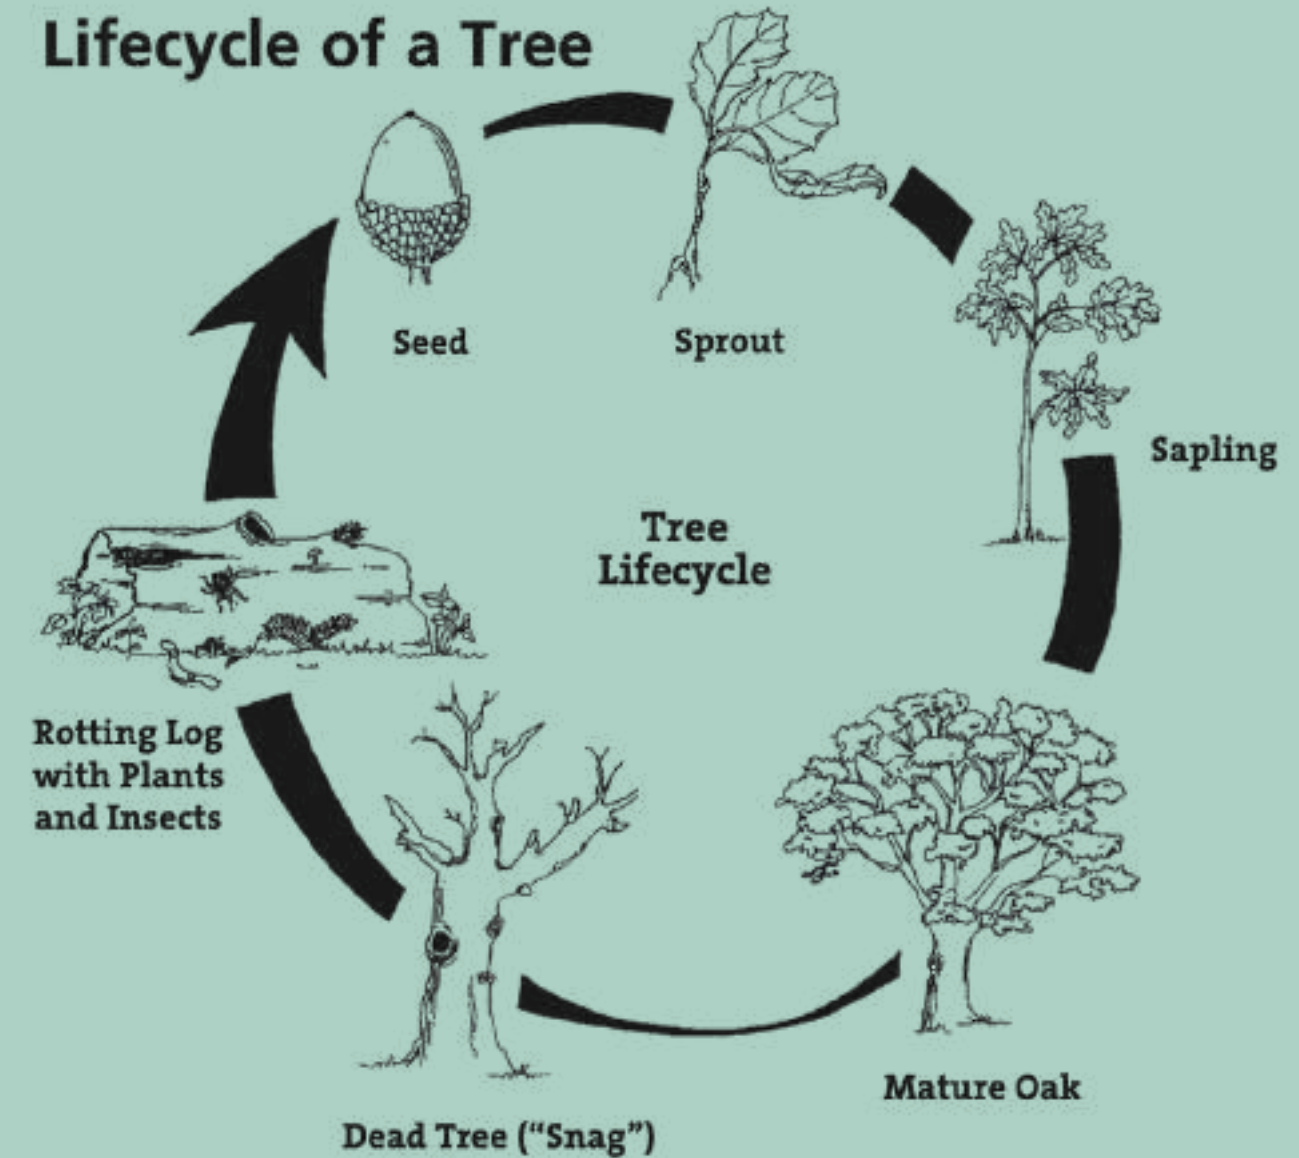 Lifecycle of a Tree
Seed
Sprout
Sapling
Tree
Lifecycle
Rotting Log
with Plants
and Insects
Mature Oak
Dead Tree (“Snag”)